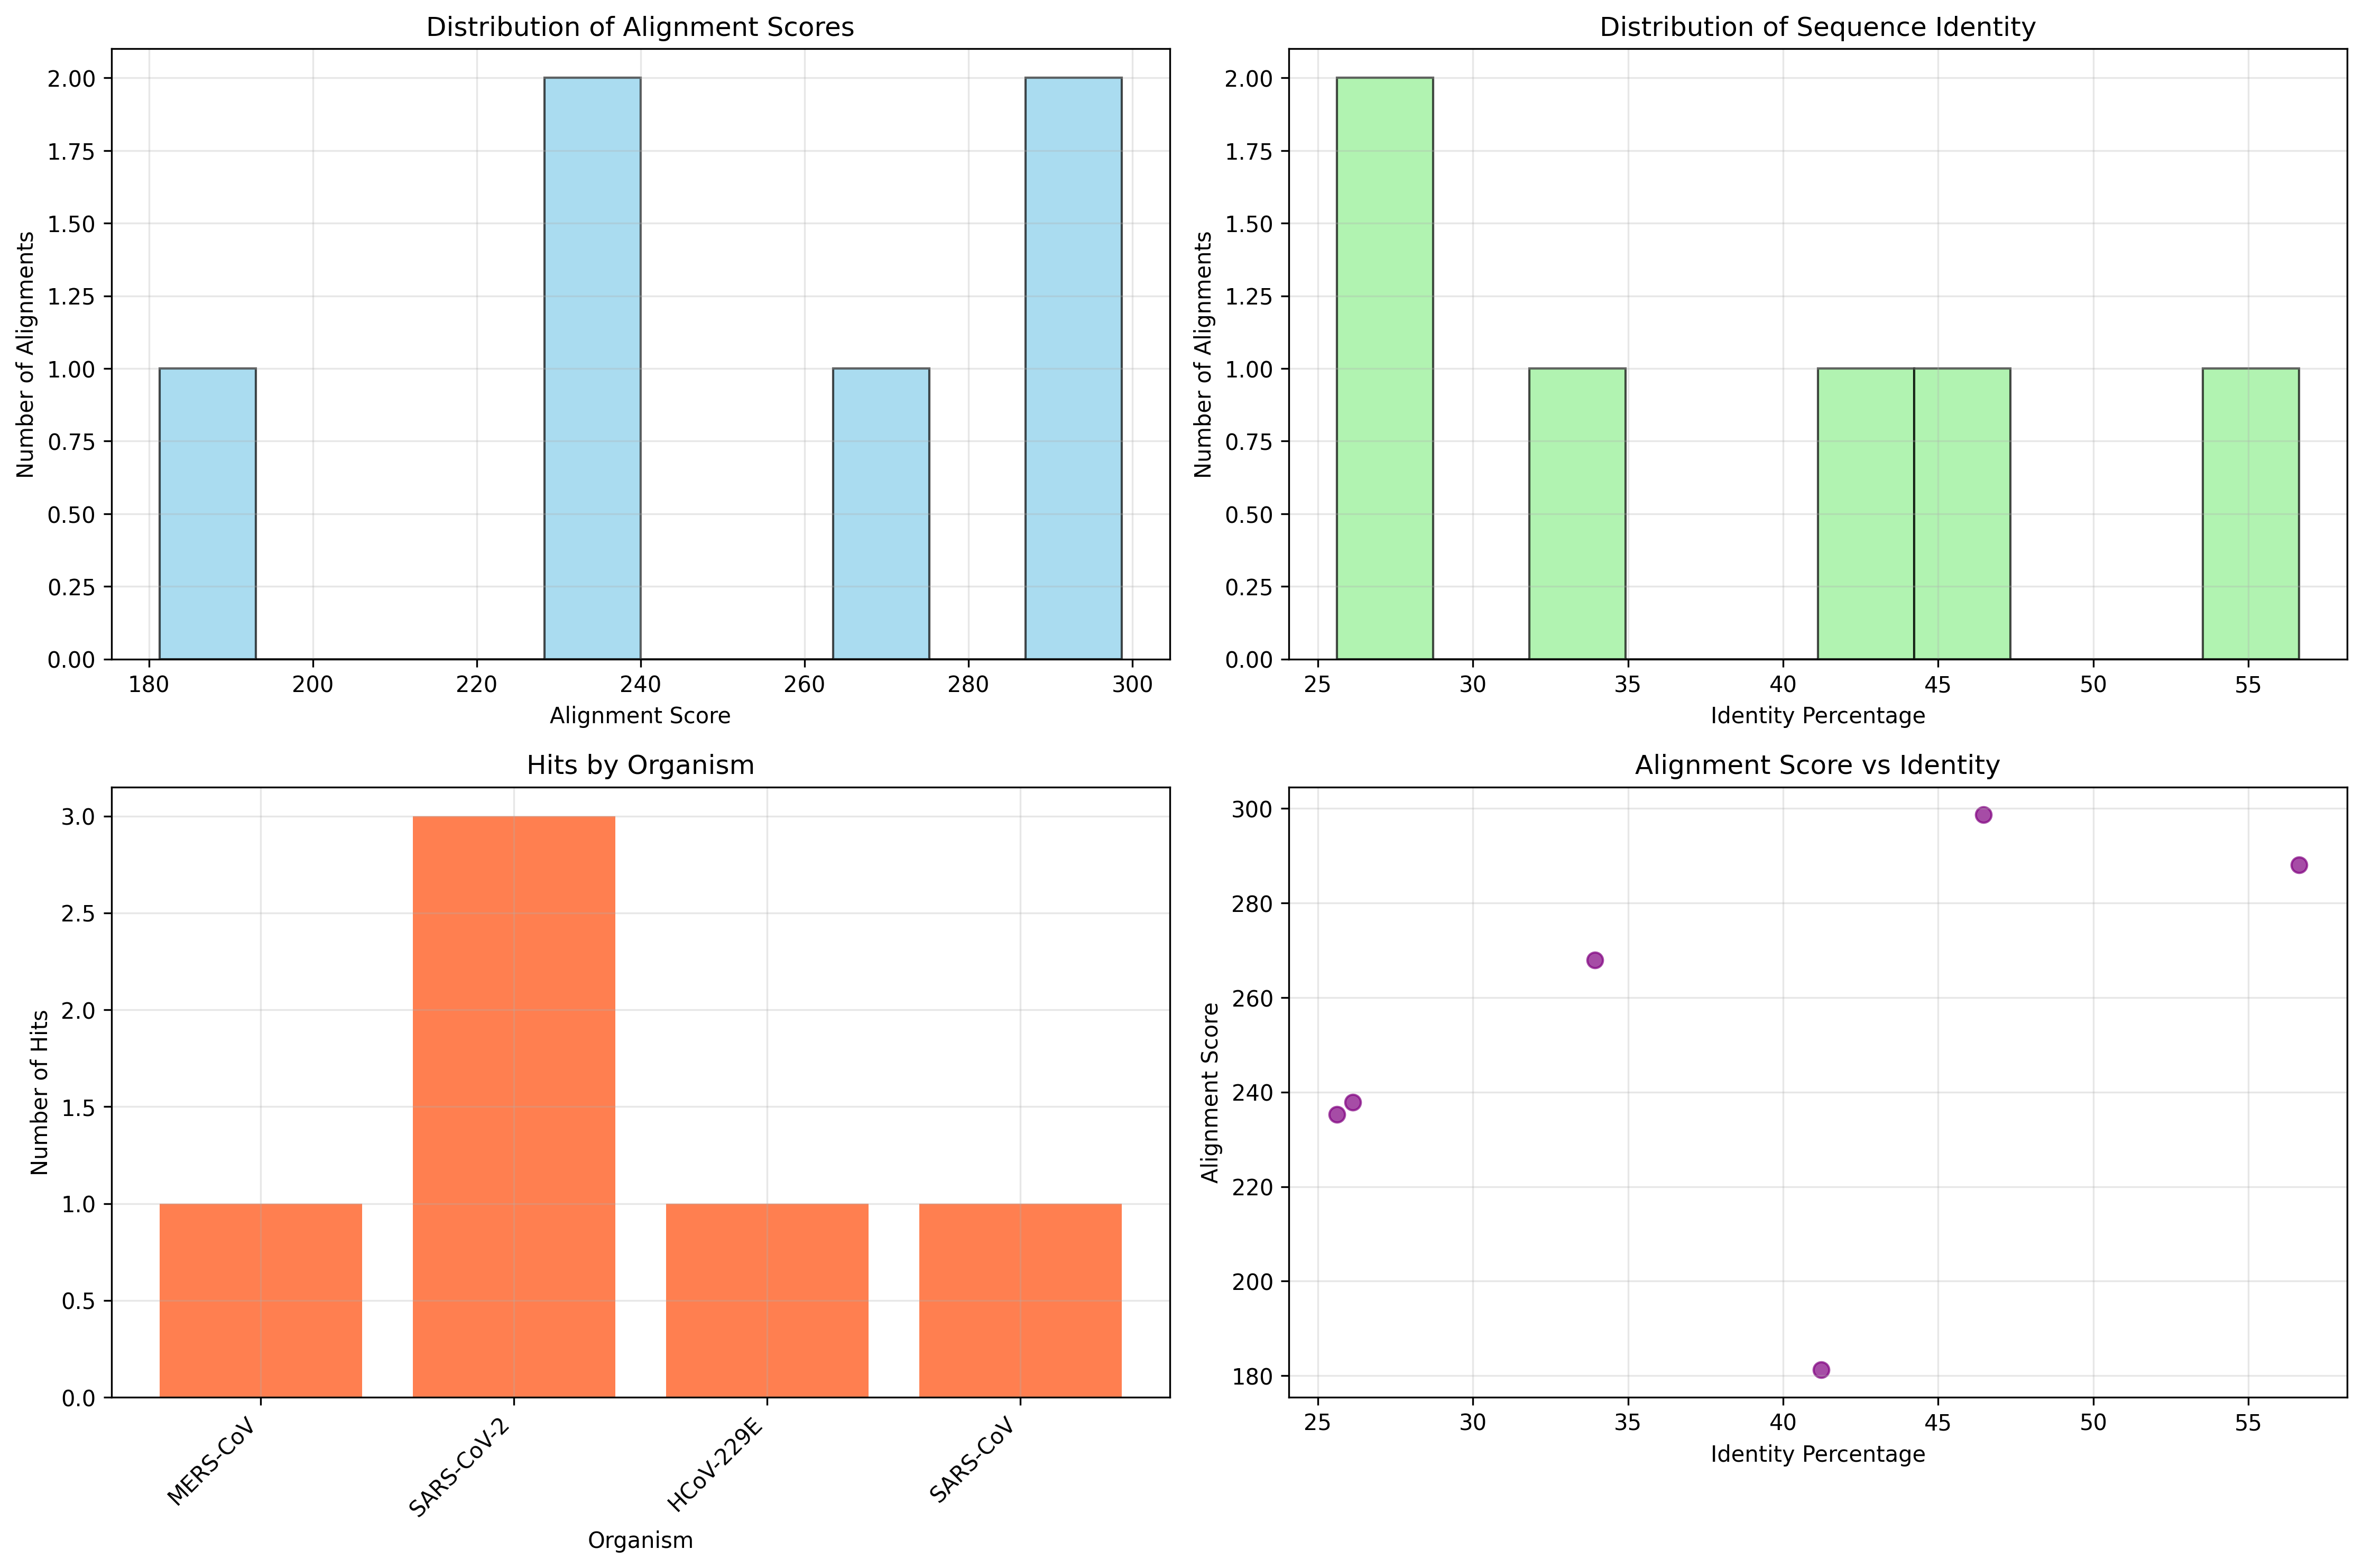 Distribution of Alignment Scores
Number of Alignments
2.00
1.75
1.50
1.25
1.00
0.75
0.50
0.25
0.00
180 200 220 240 260 280 300
Alignment Score
Distribution of Sequence Identity
Number of Alignments
2.00
1.75
1.50
1.25
1.00
0.75
0.50
0.25
0.00
25 30 35 40 45 50 55
Identity Percentage
Hits by Organism
Number of Hits
3.0
2.5
2.0
1.5
1.0
0.5
0.0
MERS-CoV
SARS-CoV-2
HCoV-229E
SARS-CoV
Organism
Alignment Score vs Identity
Alignment Score
300
280
260
240
220
200
180
25 30 35 40 45 50 55
Identity Percentage